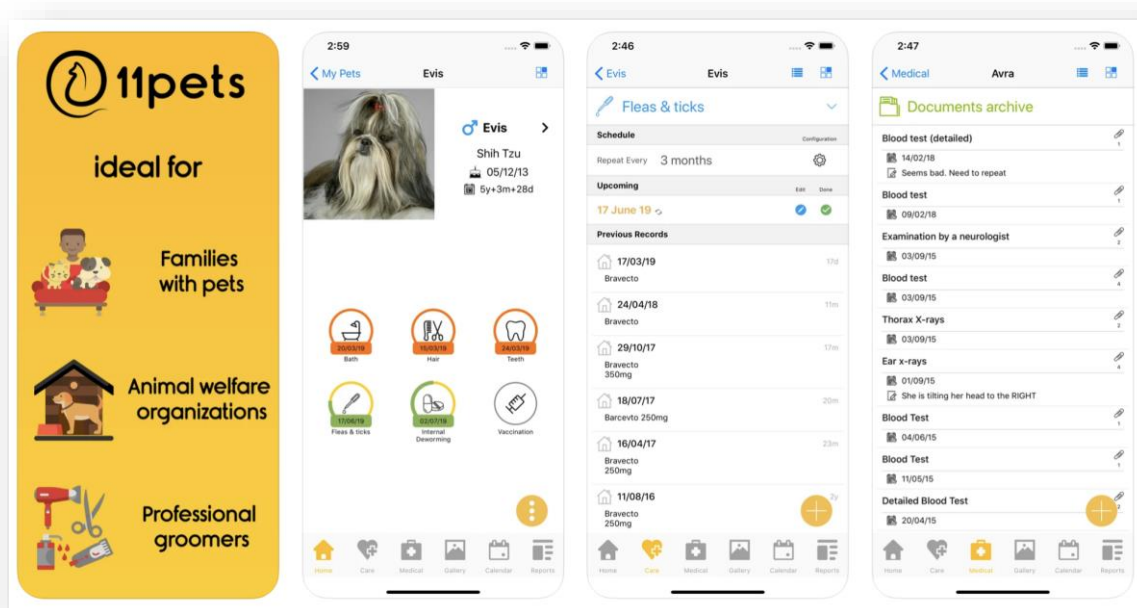 11pets
ideal for
Families
with pets
Animal welfare
organizations
Professional
groomers
2:59
My Pets
Evis
Evis
Shih Tzu
05/12/13
5y+3m+28d
20/03/19
Bath
15/03/19
Hair
24/03/19
Teeth
17/06/19
Fleas & ticks
02/07/19
Internal
Deworming
Vaccination
Home
Care
Medical
Gallery
Calendar
Reports
2:46
Evis
Evis
Fleas & ticks
Schedule
Configuration
Repeat Every 3 months
Upcoming
Edit Done
17 June 19
Previous Records
17/03/19 17d
Bravecto
24/04/18 11m
Bravecto
29/10/17 17m
Bravecto
350mg
18/07/17 20m
Barcevto 250mg
16/04/17 23m
Bravecto
250mg
11/08/16 2y
Bravecto
250mg
Home
Care
Medical
Gallery
Calendar
Reports
2:47
Medical
Avra
Documents archive
Blood test (detailed) 1
14/02/18
Seems bad. Need to repeat
Blood test 1
09/02/18
Examination by a neurologist 2
03/09/15
Blood test 4
03/09/15
Thorax X-rays 2
03/09/15
Ear x-rays 4
01/09/15
She is tilting her head to the RIGHT
Blood Test 1
04/06/15
Blood Test 1
11/05/15
Detailed Blood Test 2
20/04/15
Home
Care
Medical
Gallery
Calendar
Reports